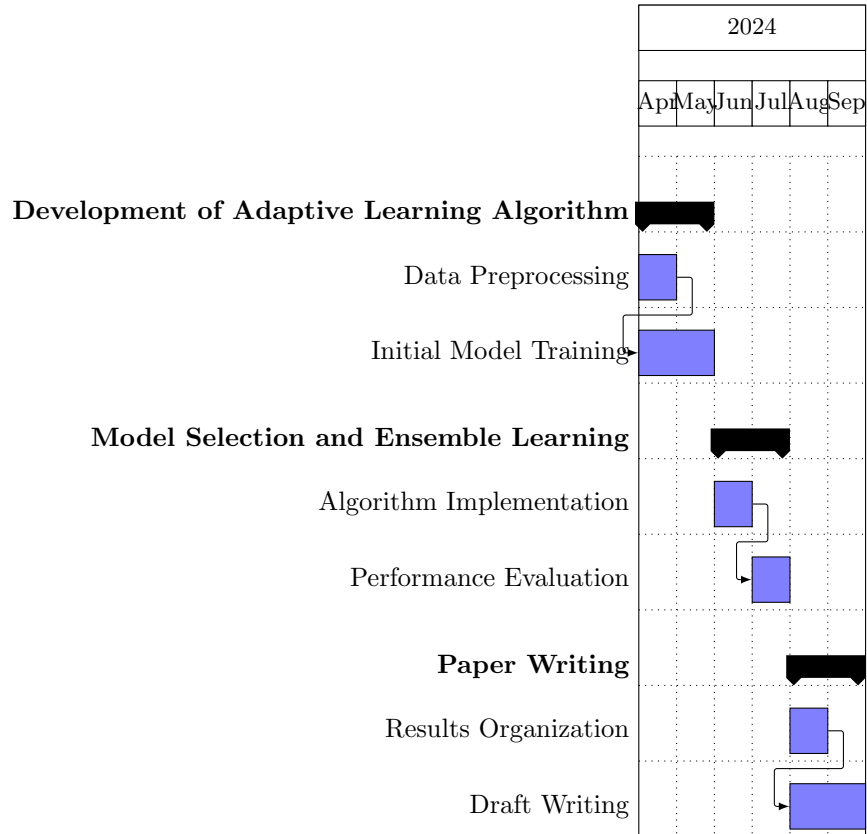 2024
Apr May Jun Jul Aug Sep
Development of Adaptive Learning Algorithm
Data Preprocessing
Initial Model Training
Model Selection and Ensemble Learning
Algorithm Implementation
Performance Evaluation
Paper Writing
Results Organization
Draft Writing